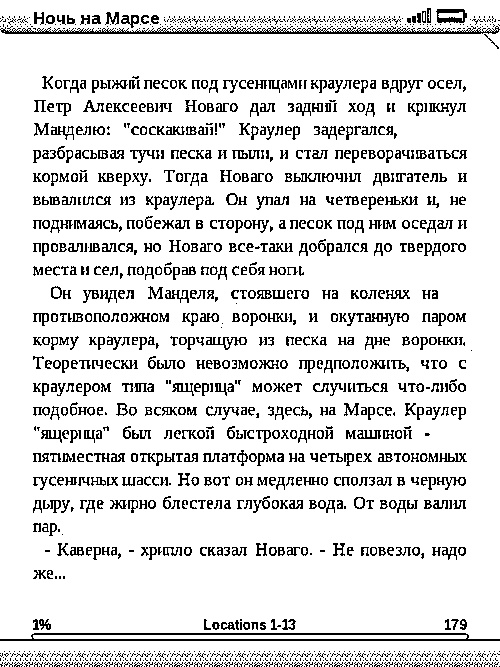 Ночь на Марсе
Когда рыжий песок под гусеницами краулера вдруг осел,
Петр Алексеевич Новаго дал задний ход и крикнул
Манделю: "соскакивай!" Краулер задергался,
разбрасывая тучи песка и пыли, и стал переворачиваться
кормой кверху. Тогда Новаго выключил двигатель и
вывалился из краулера. Он упал на четвереньки и, не
поднимаясь, побежал в сторону, а песок под ним оседал и
проваливался, но Новаго все-таки добрался до твердого
места и сел, подобрав под себя ноги.
Он увидел Манделя, стоявшего на коленях на
противоположном краю воронки, и окутанную паром
корму краулера, торчащую из песка на дне воронки.
Теоретически было невозможно предположить, что с
краулером типа "ящерица" может случиться что-либо
подобное. Во всяком случае, здесь, на Марсе. Краулер
"ящерица" был легкой быстроходной машиной -
пятиместная открытая платформа на четырех автономных
гусеничных шасси. Но вот он медленно сползал в черную
дыру, где жирно блестела глубокая вода. От воды валил
пар.
- Каверна, - хрипло сказал Новаго. - Не повезло, надо
же...
1% Locations 1-13 179